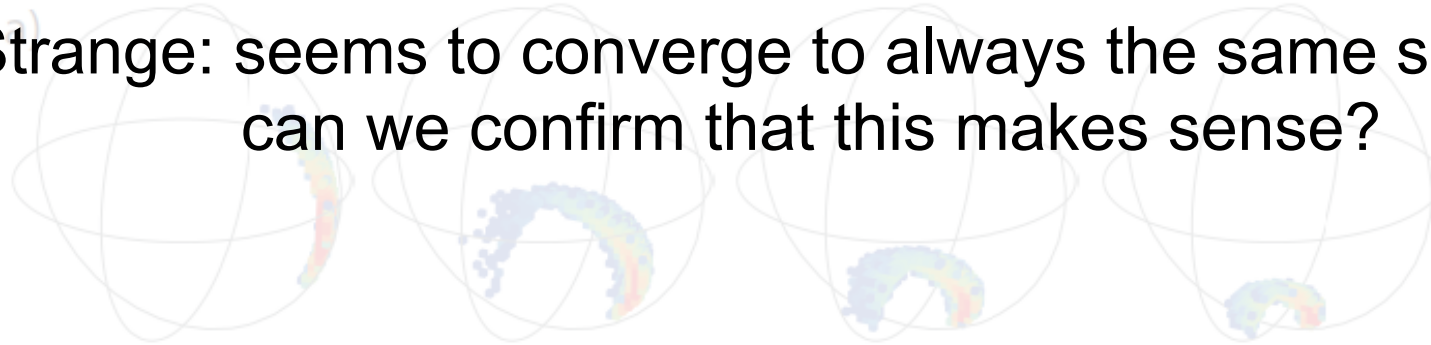 a)
Strange: seems to converge to always the same s
can we confirm that this makes sense?